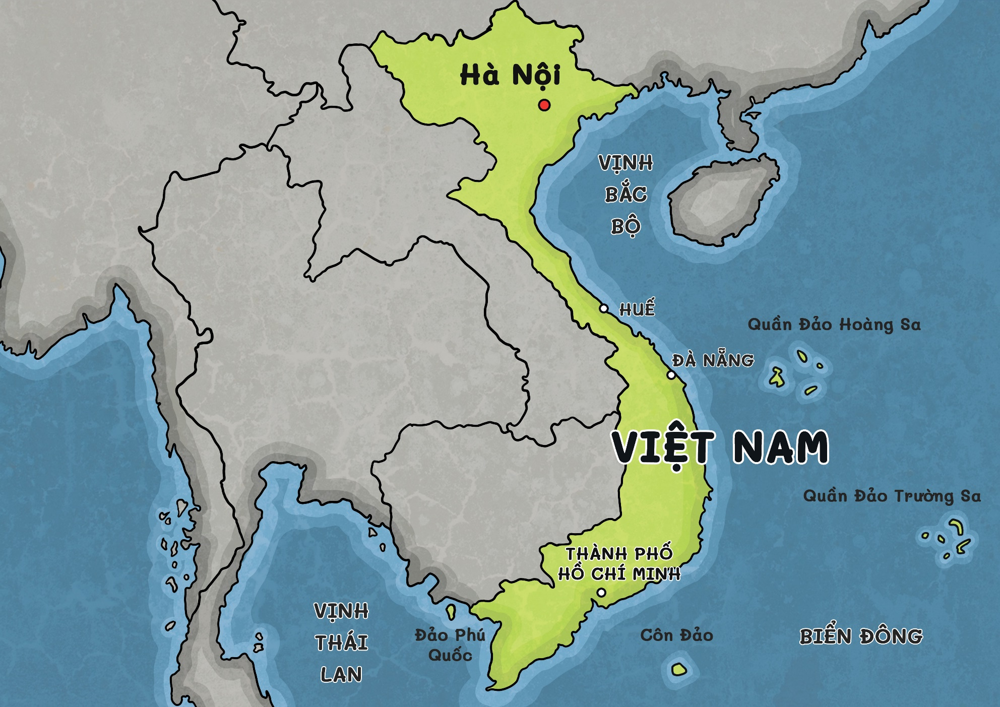 Hà Nội
VỊNH
BẮC
BỘ
HUẾ
Quần Đảo Hoàng Sa
ĐÀ NẴNG
VIỆT NAM
Quần Đảo Trường Sa
THÀNH PHỐ
HỒ CHÍ MINH
VỊNH
THÁI
LAN
Đảo Phú
Quốc
Côn Đảo
BIỂN ĐÔNG